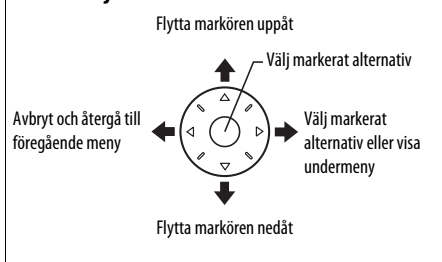 Flytta markören uppåt
Välj markerat alternativ
Avbryt och återgå till
föregående meny
Välj markerat
alternativ eller visa
undermeny
Flytta markören nedåt